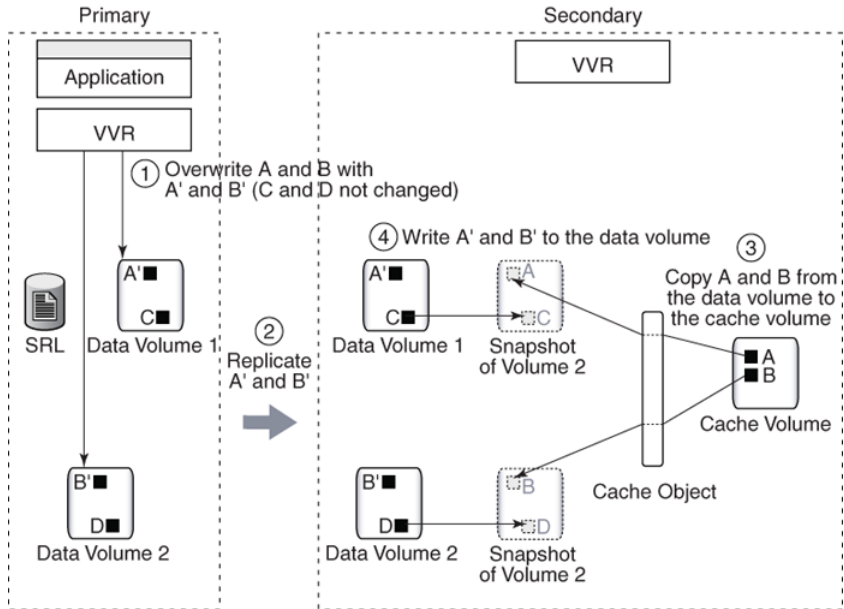 Primary
Secondary
Application
VVR
VVR
1 Overwrite A and B with
A' and B' (C and D not changed)
A'
C
SRL
Data Volume 1
2
Replicate
A' and B'
B'
D
Data Volume 2
4 Write A' and B' to the data volume
3
Copy A and B from
the data volume to
the cache volume
A'
C
Data Volume 1
A
C
Snapshot
of Volume 2
A
B
Cache Volume
Cache Object
B'
D
Data Volume 2
B
D
Snapshot
of Volume 2